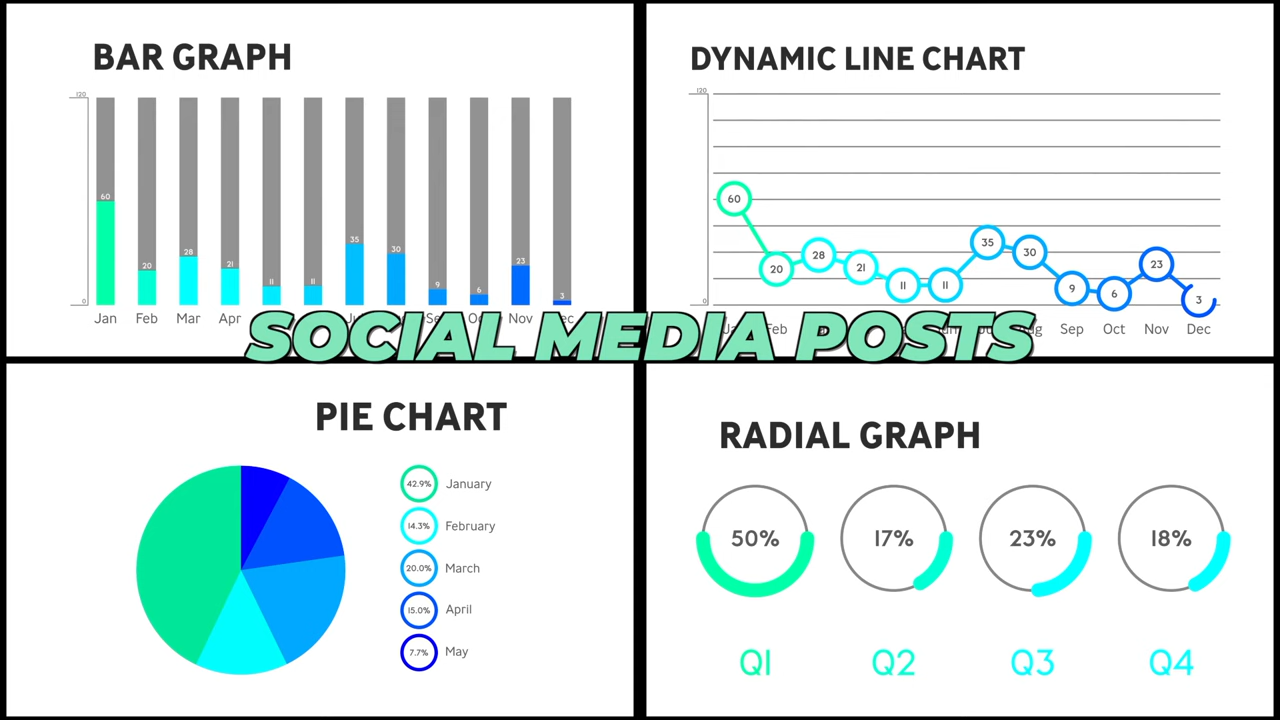 BAR GRAPH
120
60
20
28
21
11
11
35
30
9
6
23
3
0
Jan Feb Mar Apr Nov
DYNAMIC LINE CHART
120
60
20
28
21
11
11
35
30
9
6
23
3
0
Feb Sep Oct Nov Dec
SOCIAL MEDIA POSTS
PIE CHART
42.9% January
14.3% February
20.0% March
15.0% April
7.7% May
RADIAL GRAPH
50% 17% 23% 18%
Q1 Q2 Q3 Q4